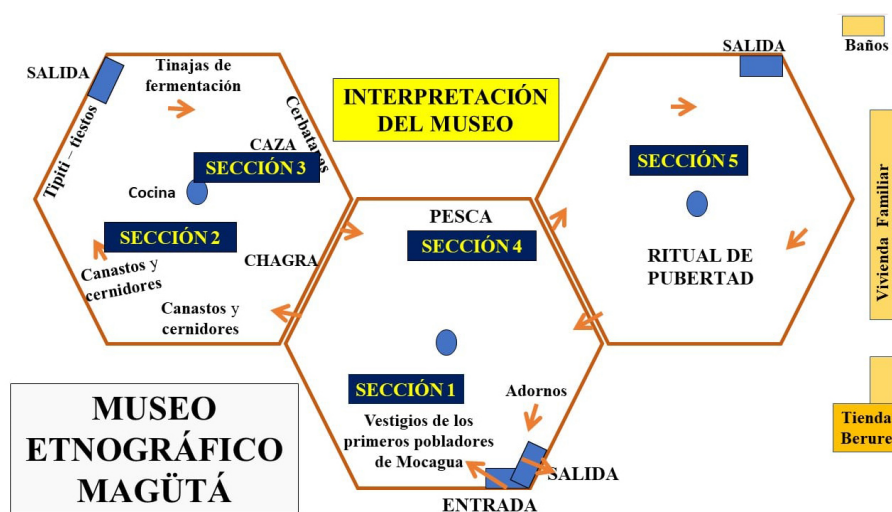 SALIDA
Tinajas de
fermentación
Tipiti – tiestos
Cerbatanas
CAZA
SECCIÓN 3
Cocina
SECCIÓN 2
Canastos y
cernidores
CHAGRA
Canastos y
cernidores
INTERPRETACIÓN
DEL MUSEO
PESCA
SECCIÓN 4
SECCIÓN 1
Vestigios de los
primeros pobladores
de Mocagua
Adornos
SALIDA
ENTRADA
SALIDA
SECCIÓN 5
RITUAL DE
PUBERTAD
Baños
Vivienda Familiar
Tienda
Berure
MUSEO
ETNOGRÁFICO
MAGÜTÁ